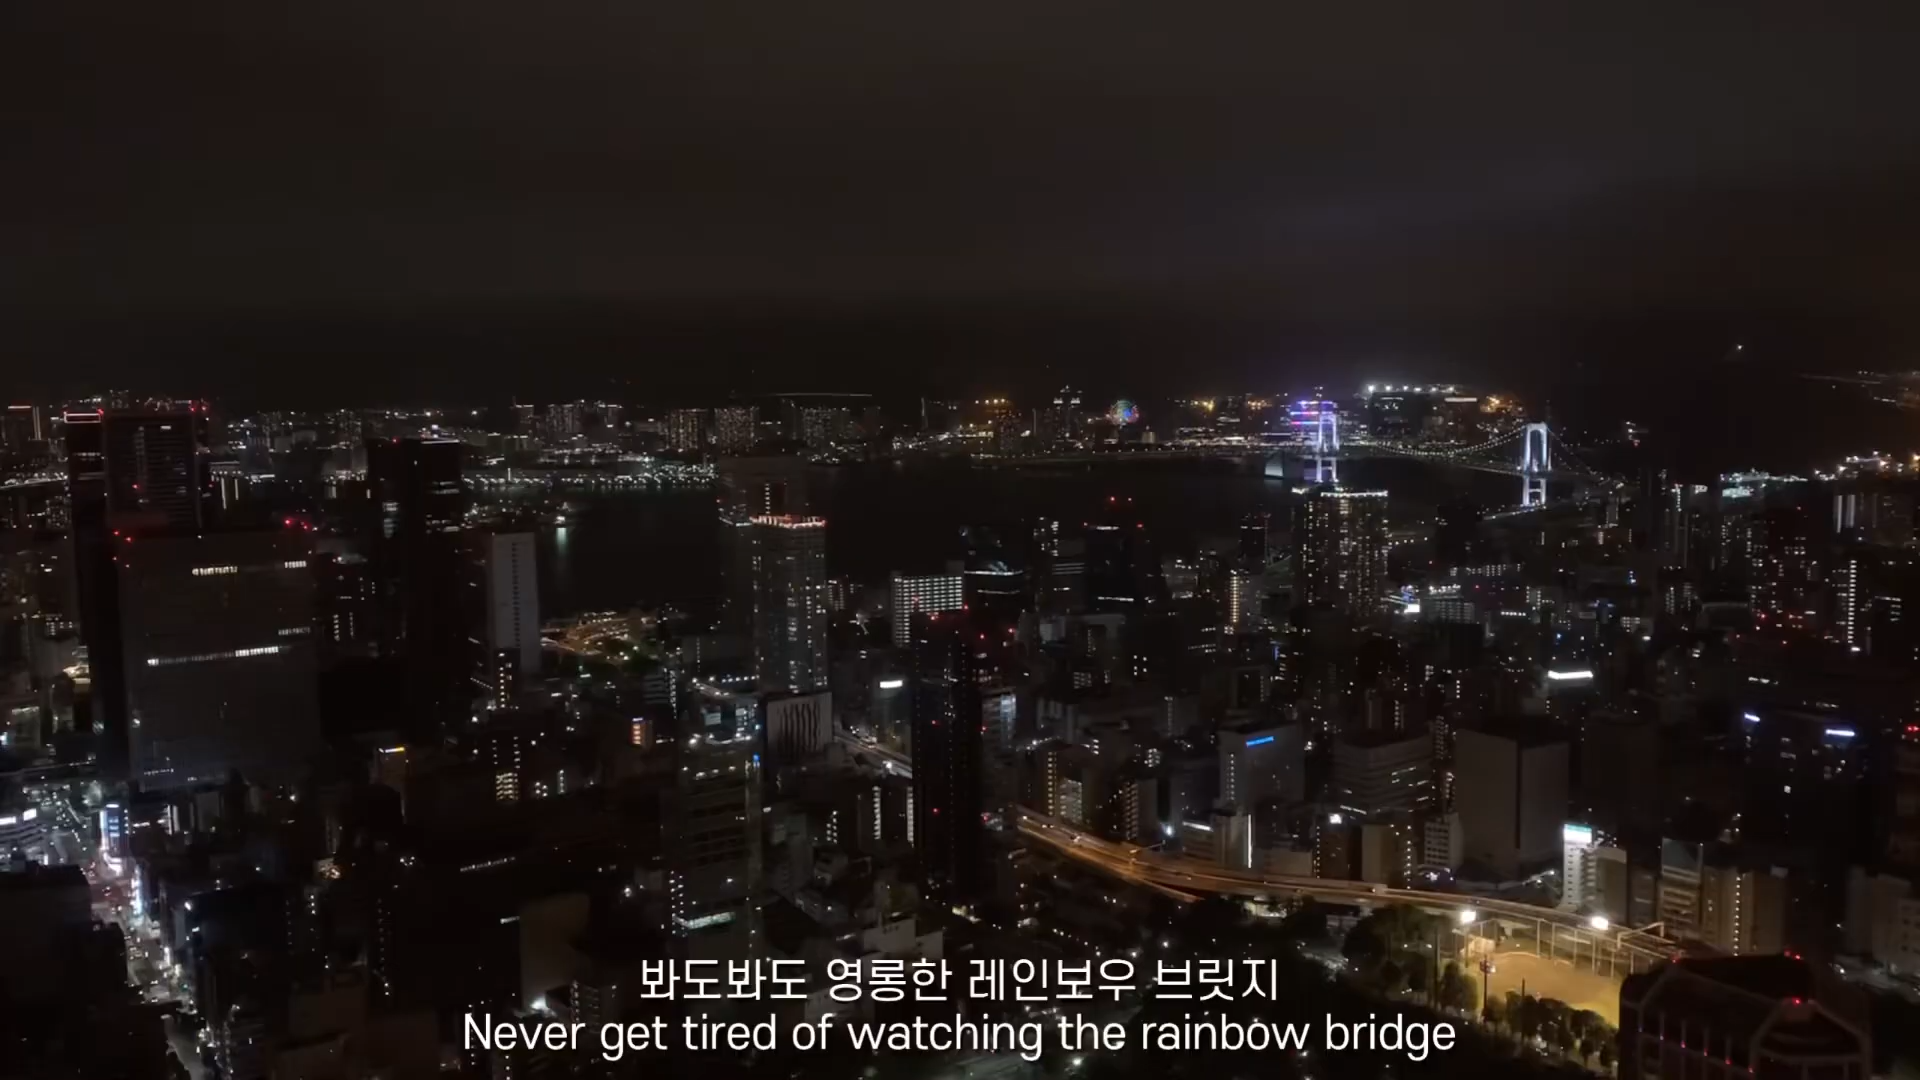 봐도봐도 영롱한 레인보우 브릿지
Never get tired of watching the rainbow bridge